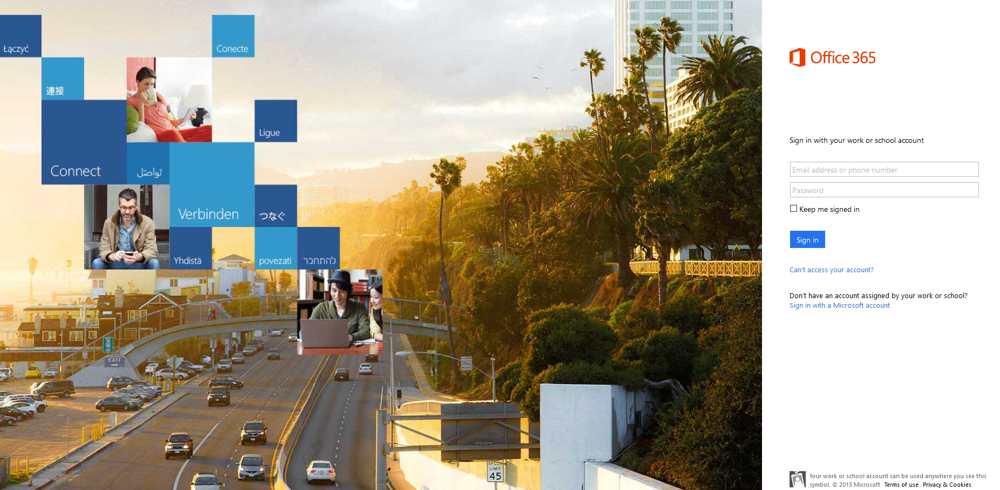 Łączyć
Conecte
連接
Ligue
Connect
تواصَل
Verbinden
つなぐ
Yhdistä
povezati
להתחבר
EXIT
SPEED
LIMIT
45
Office 365
Sign in with your work or school account
Email address or phone number
Password
Keep me signed in
Sign in
Can't access your account?
Don't have an account assigned by your work or school?
Sign in with a Microsoft account
Your work or school account can be used anywhere you see this
symbol. © 2015 Microsoft Terms of use Privacy & Cookies